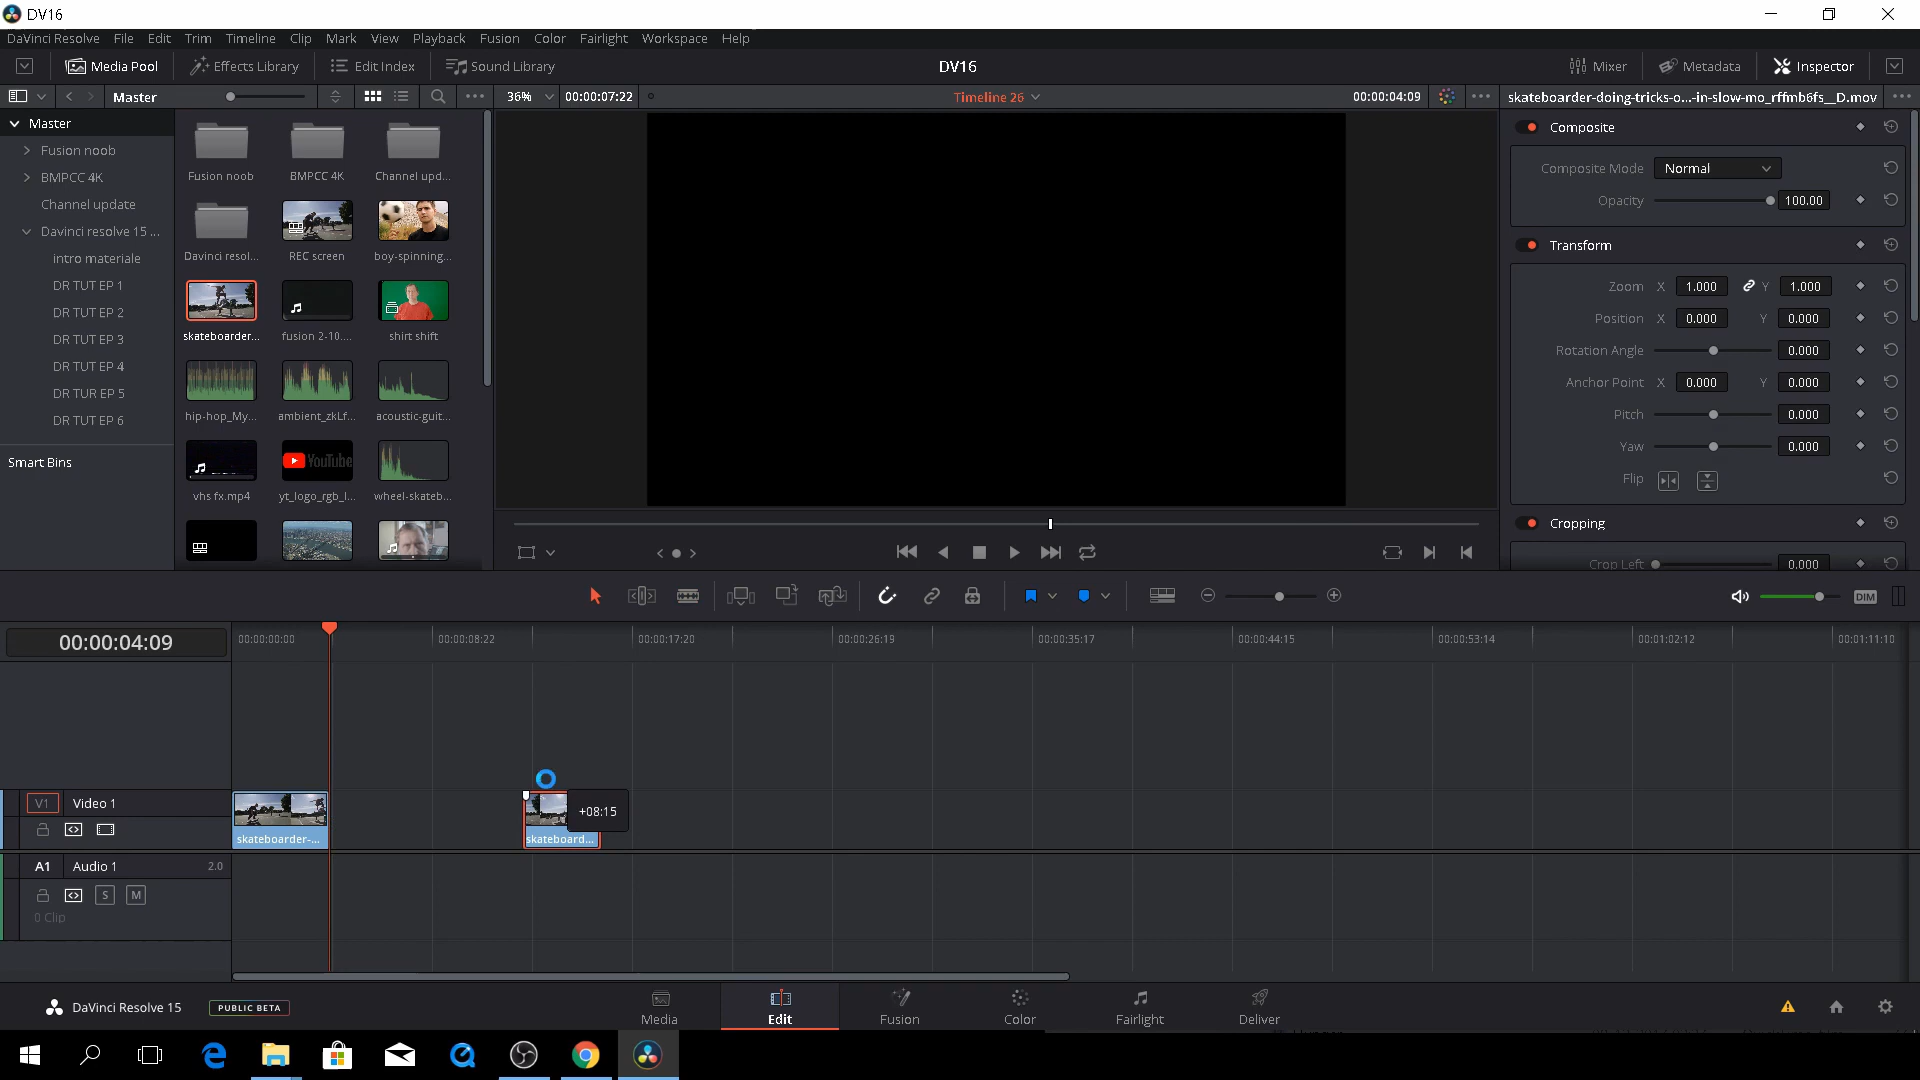 DV16
DaVinci Resolve File Edit Trim Timeline Clip Mark View Playback Fusion Color Fairlight Workspace Help
Media Pool Effects Library Edit Index Sound Library DV16 Mixer Metadata Inspector
Master 36% 00:00:07:22 Timeline 26 00:00:04:09 skateboarder-doing-tricks-o...-in-slow-mo_rffmb6fs__D.mov
Master
Fusion noob
BMPCC 4K
Channel update
Davinci resolve 15 ...
intro materiale
DR TUT EP 1
DR TUT EP 2
DR TUT EP 3
DR TUT EP 4
DR TUR EP 5
DR TUT EP 6
Smart Bins
Fusion noob BMPCC 4K Channel upd...
Davinci resol... REC screen boy-spinning...
skateboarder... fusion 2-10.... shirt shift
hip-hop_My... ambient_zkLf... acoustic-guit...
YouTube
vhs fx.mp4 yt_logo_rgb_l... wheel-skateb...
Composite
Composite Mode Normal
Opacity 100.00
Transform
Zoom X 1.000 Y 1.000
Position X 0.000 Y 0.000
Rotation Angle 0.000
Anchor Point X 0.000 Y 0.000
Pitch 0.000
Yaw 0.000
Flip
Cropping
Crop Left 0.000
DIM
00:00:04:09 00:00:00:00 00:00:08:22 00:00:17:20 00:00:26:19 00:00:35:17 00:00:44:15 00:00:53:14 00:01:02:12 00:01:11:10
V1 Video 1
+08:15
skateboarder-... skateboard...
A1 Audio 1 2.0
S M
0 Clip
DaVinci Resolve 15 PUBLIC BETA
Media Edit Fusion Color Fairlight Deliver